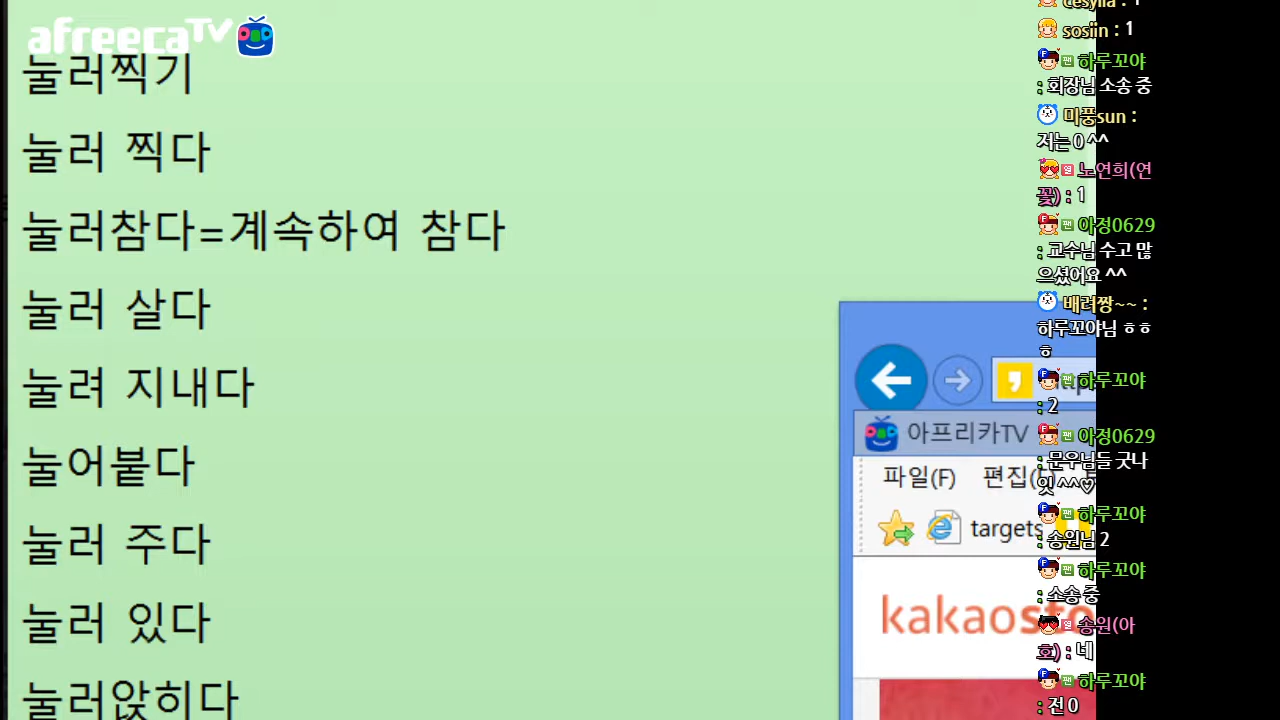 afreecaTV
눌러찍기
눌러 찍다
눌러참다=계속하여 참다
눌러 살다
눌려 지내다
눌어붙다
눌러 주다
눌러 있다
눌러앉히다
아프리카TV
파일(F) 편집(E)
targets
kakaosto
cesylia : 1
sosiin : 1
하루꼬야
: 회장님 소송 중
미풍sun :
저는 0 ^^
노연희(연
꽃) : 1
아정0629
: 교수님 수고 많
으셨어요 ^^
배려짱~~ :
하루꼬야님 ㅎㅎ
ㅎ
하루꼬야
: 2
아정0629
: 문우님들 굿나
잇 ^^♡
하루꼬야
: 송원님 2
하루꼬야
: 소송 중
송원(아
호) : 네
하루꼬야
: 전 0